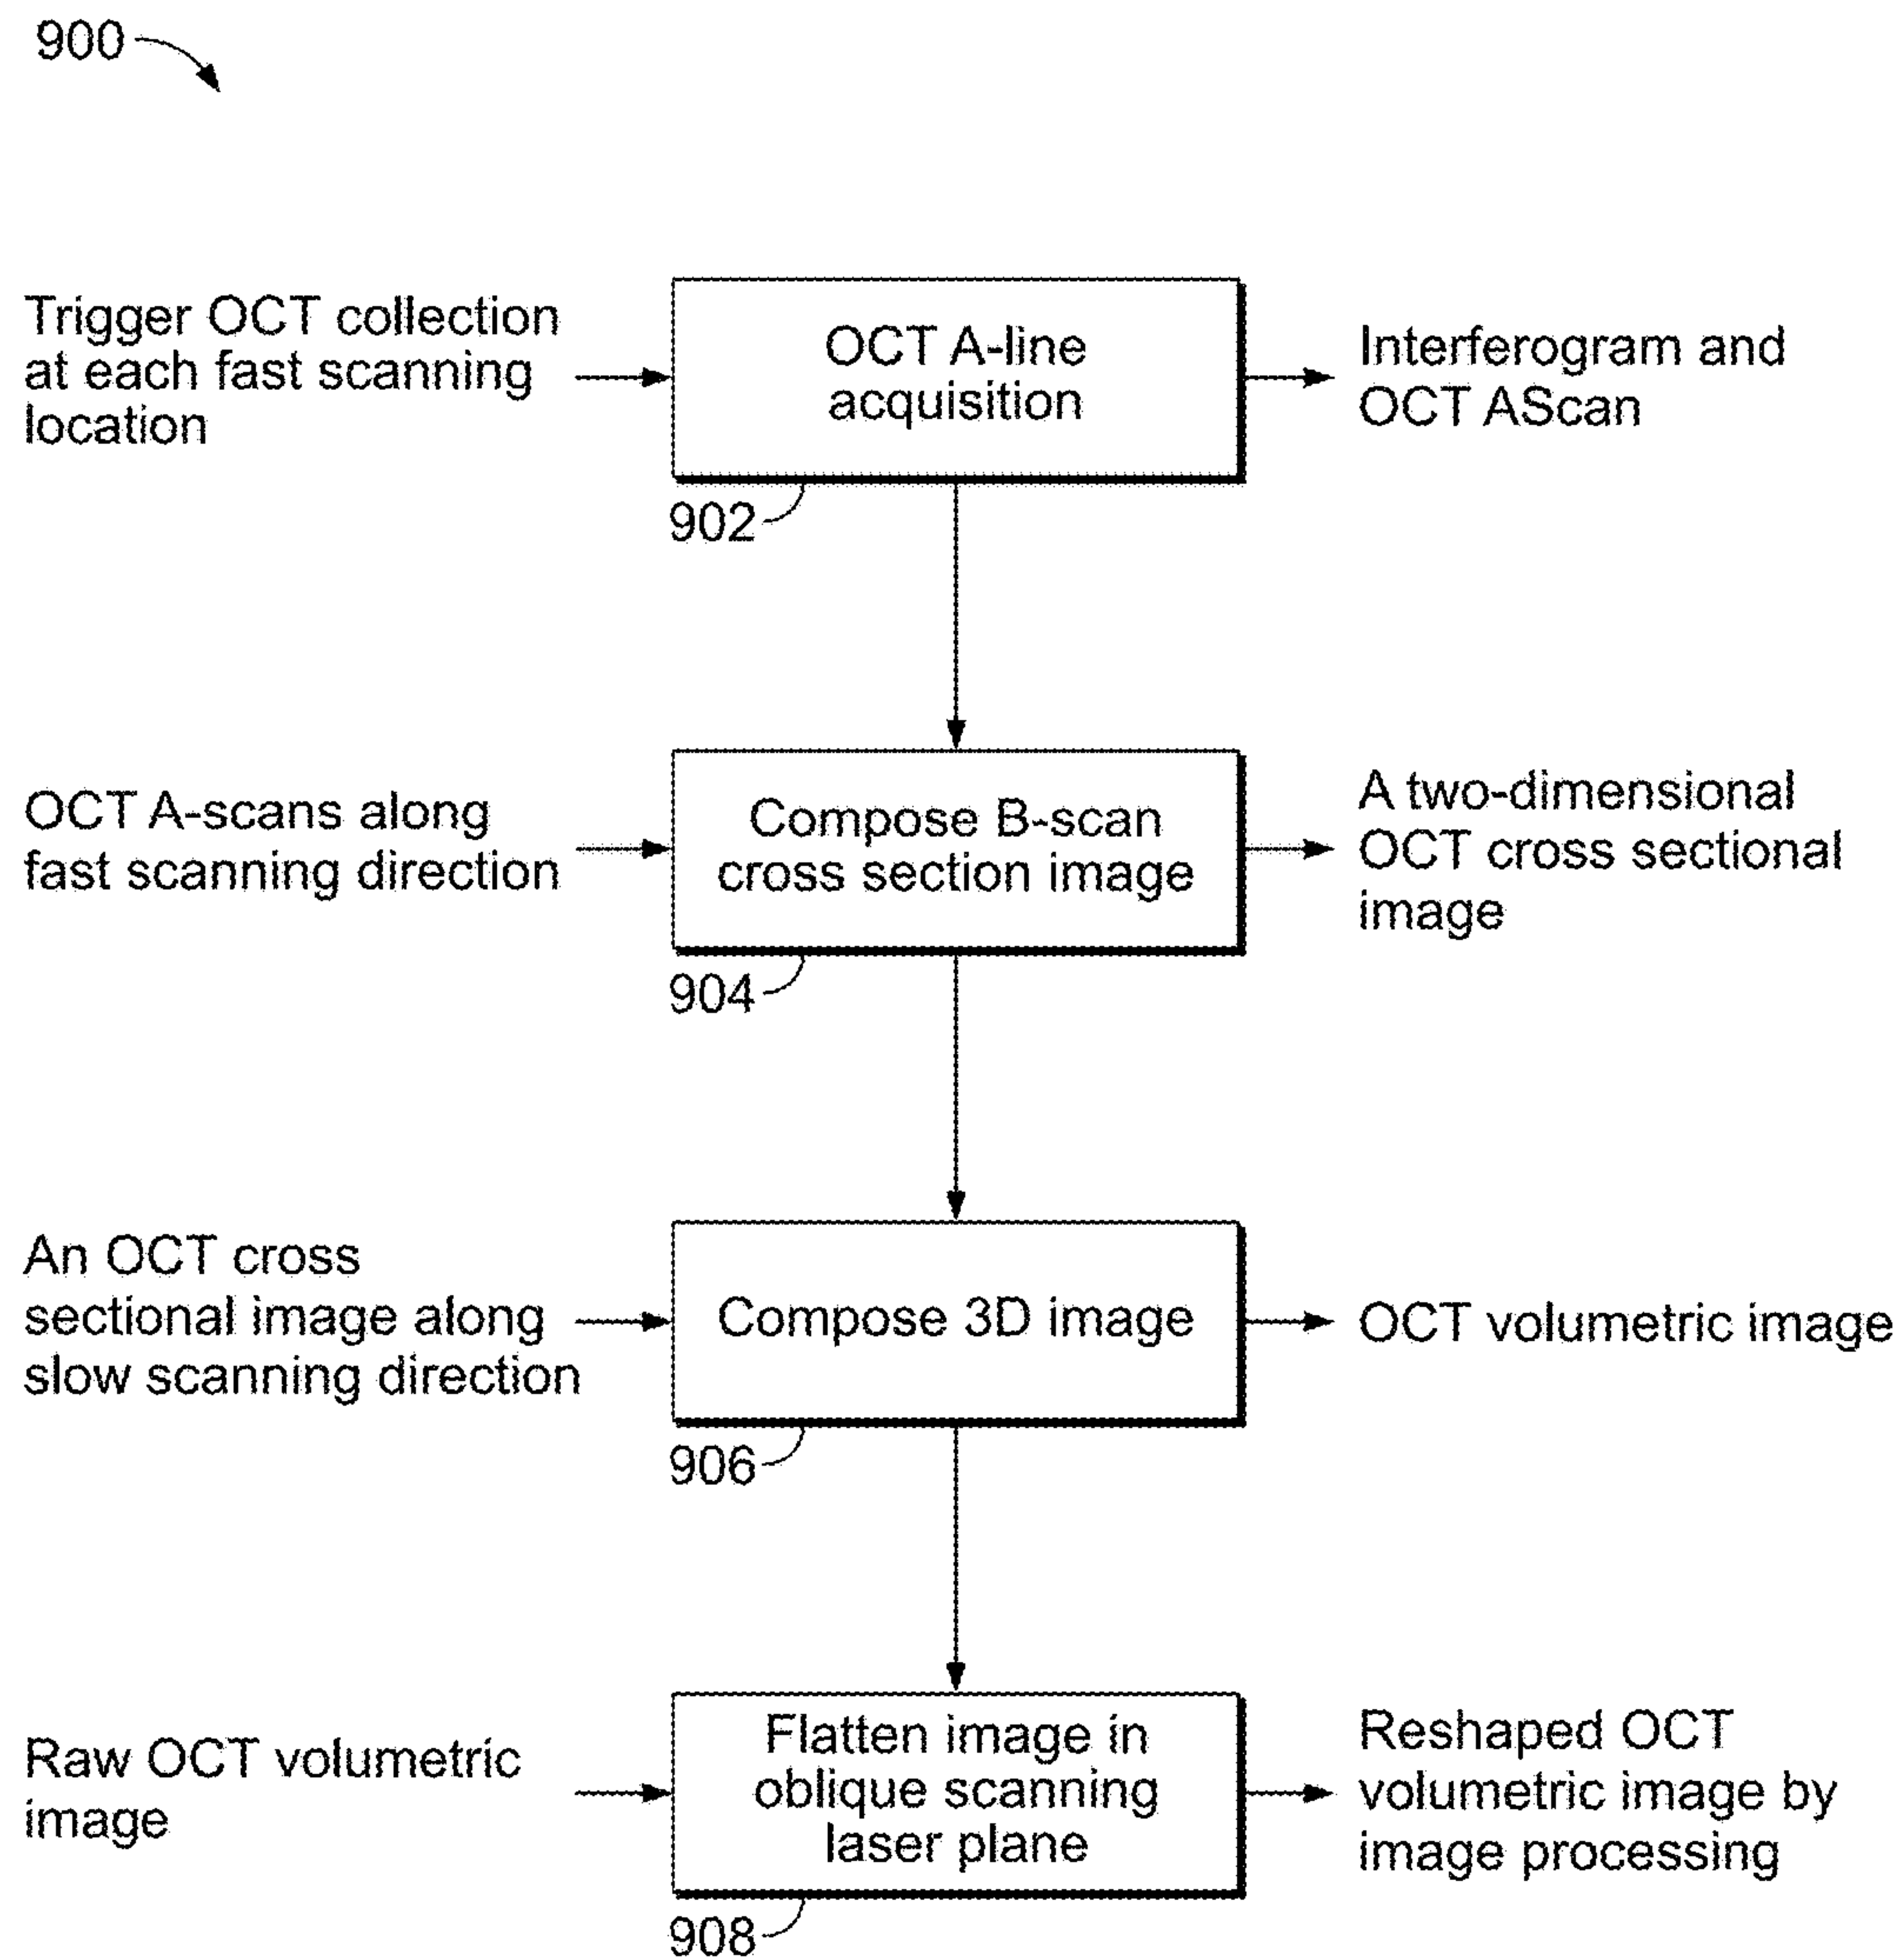 900
Trigger OCT collection
at each fast scanning
location
OCT A-line
acquisition
Interferogram and
OCT AScan
902
OCT A-scans along
fast scanning direction
Compose B-scan
cross section image
A two-dimensional
OCT cross sectional
image
904
An OCT cross
sectional image along
slow scanning direction
Compose 3D image
OCT volumetric image
906
Raw OCT volumetric
image
Flatten image in
oblique scanning
laser plane
Reshaped OCT
volumetric image by
image processing
908